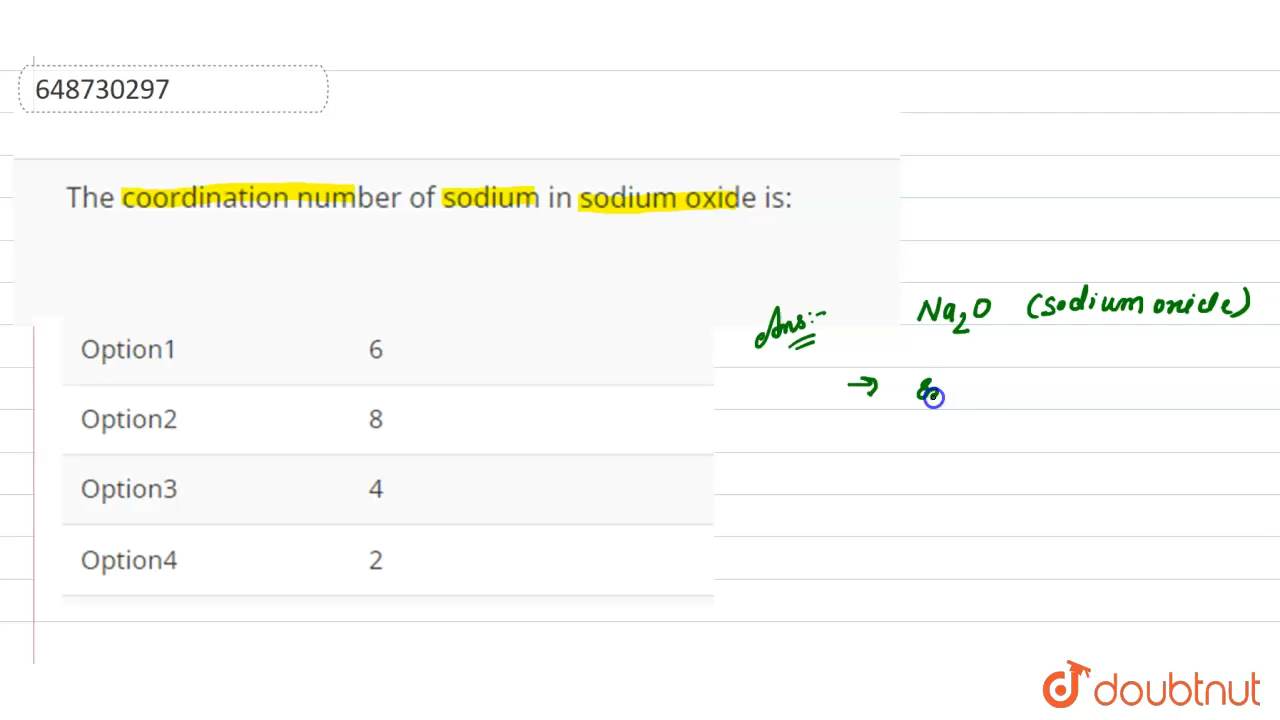 648730297
The coordination number of sodium in sodium oxide is:
Ans:-
Na2O (sodium oxide)
→
Option1 6
Option2 8
Option3 4
Option4 2
doubtnut